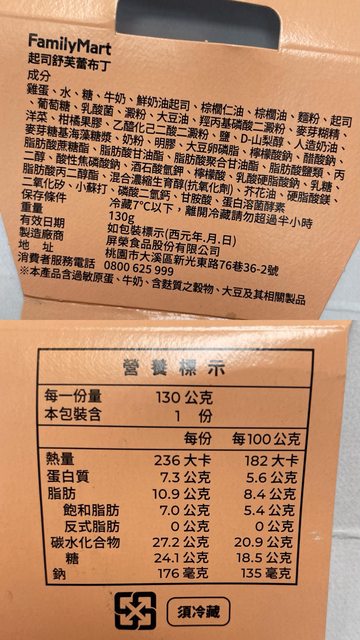 FamilyMart
起司舒芙蕾布丁
成分
雞蛋、水、糖、牛奶、鮮奶油起司、棕櫚仁油、棕櫚油、麵粉、起司
、葡萄糖、乳酸菌、澱粉、大豆油、羥丙基磷酸二澱粉、麥芽糊精、
洋菜、柑橘果膠、乙醯化己二酸二澱粉、鹽、D-山梨醇、人造奶油、
麥芽糖基海藻糖漿、奶粉、明膠、大豆卵磷脂、檸檬酸鈉、醋酸鈉、
脂肪酸蔗糖酯、脂肪酸甘油酯、脂肪酸聚合甘油酯、脂肪酸鹽類、丙
二醇、酸性焦磷酸鈉、酒石酸氫鉀、檸檬酸、乳酸硬脂酸鈉、乳糖、
脂肪酸丙二醇酯、混合濃縮生育醇(抗氧化劑)、芥花油、硬脂酸鎂、
二氧化矽、小蘇打、磷酸二氫鈣、甘胺酸、蛋白溶菌酵素
保存條件 冷藏7°C以下，離開冷藏請勿超過半小時
重量 130g
有效日期 如包裝標示(西元年.月.日)
製造廠商 屏榮食品股份有限公司
地 址 桃園市大溪區新光東路76巷36-2號
消費者服務電話 0800 625 999
※本產品含過敏原蛋、牛奶、含麩質之穀物、大豆及其相關製品
營養標示
每一份量 130 公克
本包裝含 1 份
每份 每100公克
熱量 236 大卡 182 大卡
蛋白質 7.3 公克 5.6 公克
脂肪 10.9 公克 8.4 公克
飽和脂肪 7.0 公克 5.4 公克
反式脂肪 0 公克 0 公克
碳水化合物 27.2 公克 20.9 公克
糖 24.1 公克 18.5 公克
鈉 176 毫克 135 毫克
須冷藏